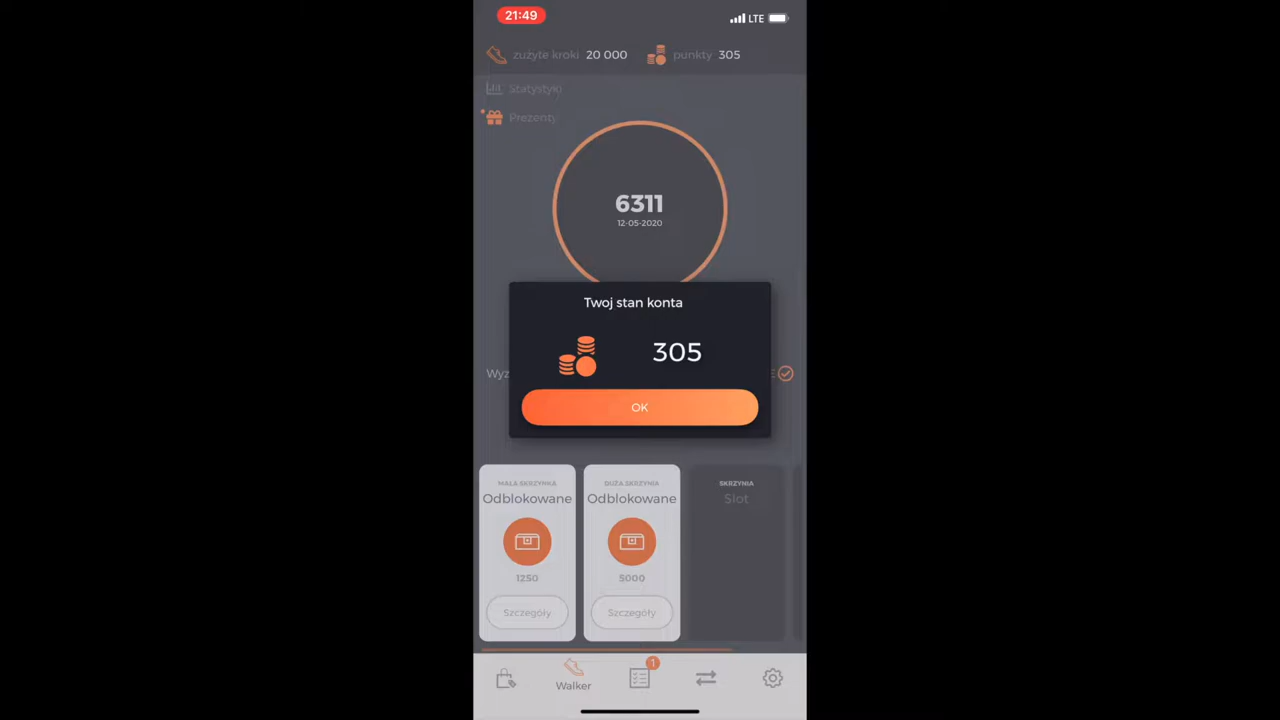 21:49
LTE
zużyte kroki 20 000
punkty 305
Statystyki
Prezenty
6311
12-05-2020
Twoj stan konta
305
OK
MAŁA SKRZYNKA
Odblokowane
1250
Szczegóły
DUŻA SKRZYNIA
Odblokowane
5000
Szczegóły
SKRZYNIA
Slot
Walker
1